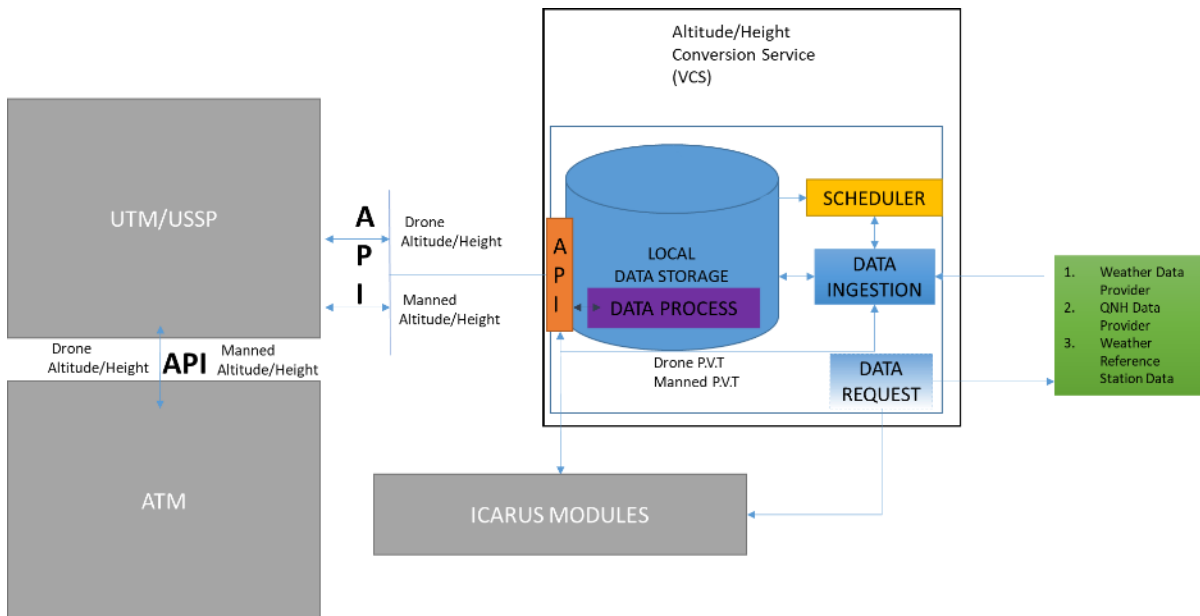 Altitude/Height
Conversion Service
(VCS)
UTM/USSP
A
P
I
Drone
Altitude/Height
Manned
Altitude/Height
A
P
I
LOCAL
DATA STORAGE
DATA PROCESS
SCHEDULER
DATA
INGESTION
1. Weather Data
Provider
2. QNH Data
Provider
3. Weather
Reference
Station Data
Drone
Altitude/Height
API
Manned
Altitude/Height
Drone P.V.T
Manned P.V.T
DATA
REQUEST
ATM
ICARUS MODULES